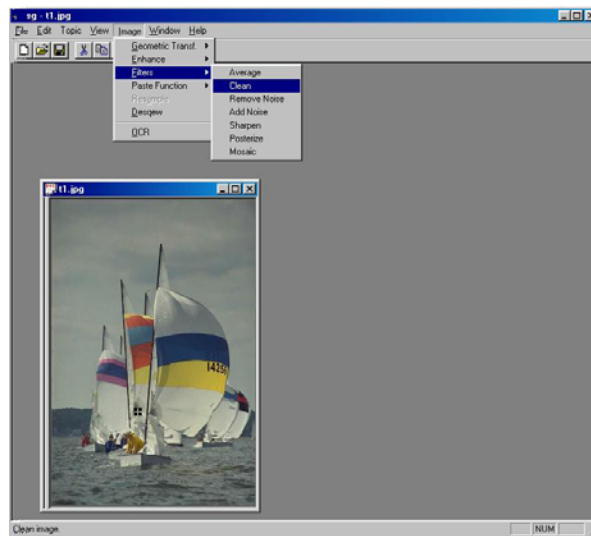 sg - t1.jpg
File Edit Topic View Image Window Help
Geometric Transf.
Enhance
Filters
Paste Function
Resample
Desqew
OCR
Average
Clean
Remove Noise
Add Noise
Sharpen
Posterize
Mosaic
t1.jpg
1425
Clean image.
NUM